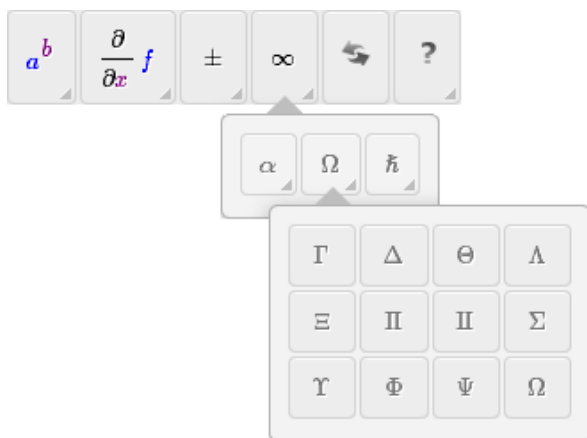 a^b ∂/∂x f ± ∞ ?
α Ω ħ
Γ Δ Θ Λ
Ξ Π Π Σ
ϒ Φ Ψ Ω